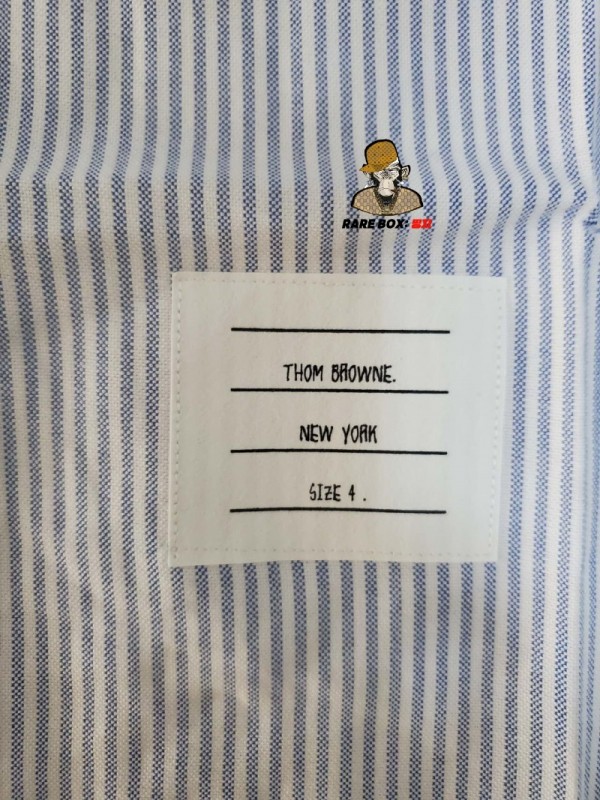 RARE BOX:
THOM BROWNE.
NEW YORK
SIZE 4 .